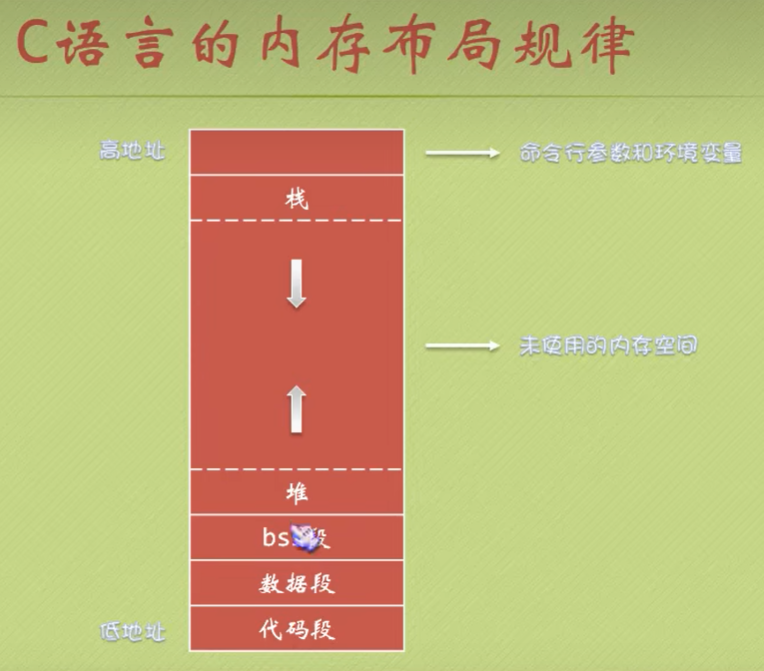 C语言的内存布局规律
高地址
命令行参数和环境变量
栈
未使用的内存空间
堆
bs 段
数据段
低地址
代码段